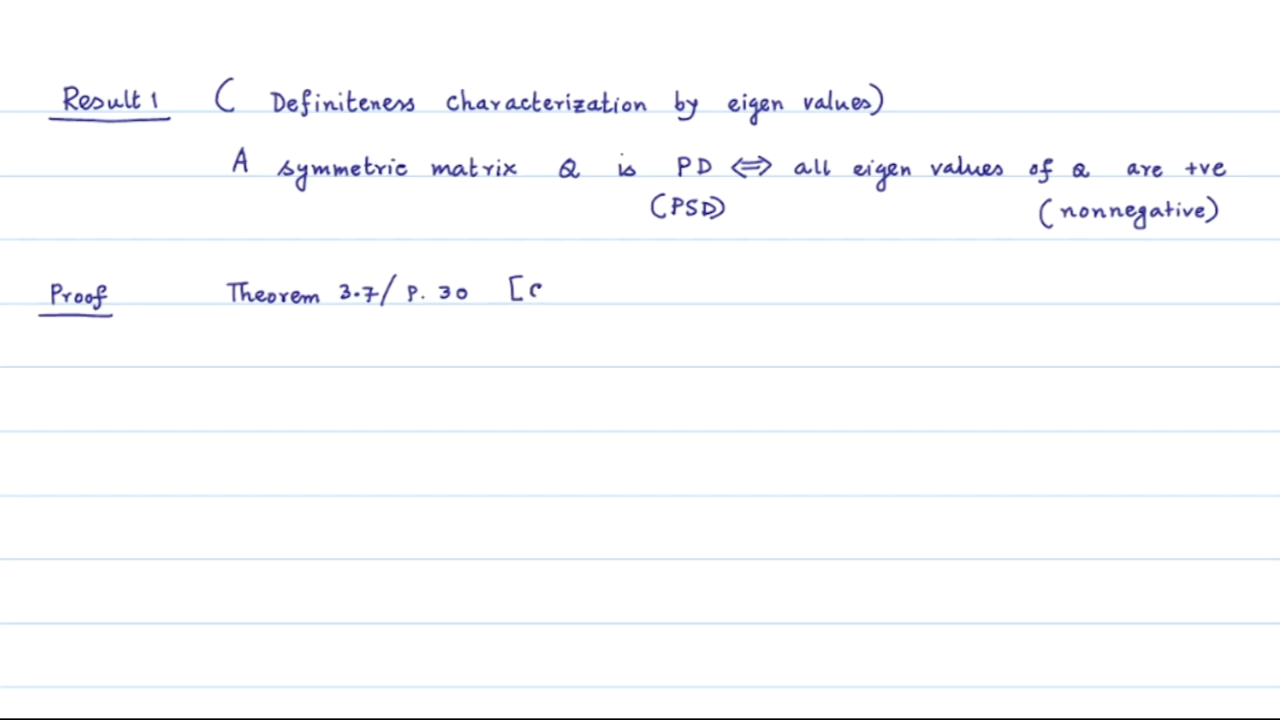 Result 1 ( Definiteness characterization by eigen values)
A symmetric matrix Q is PD ⟺ all eigen values of Q are +ve
(PSD) (nonnegative)
Proof Theorem 3.7/ P. 30 [C